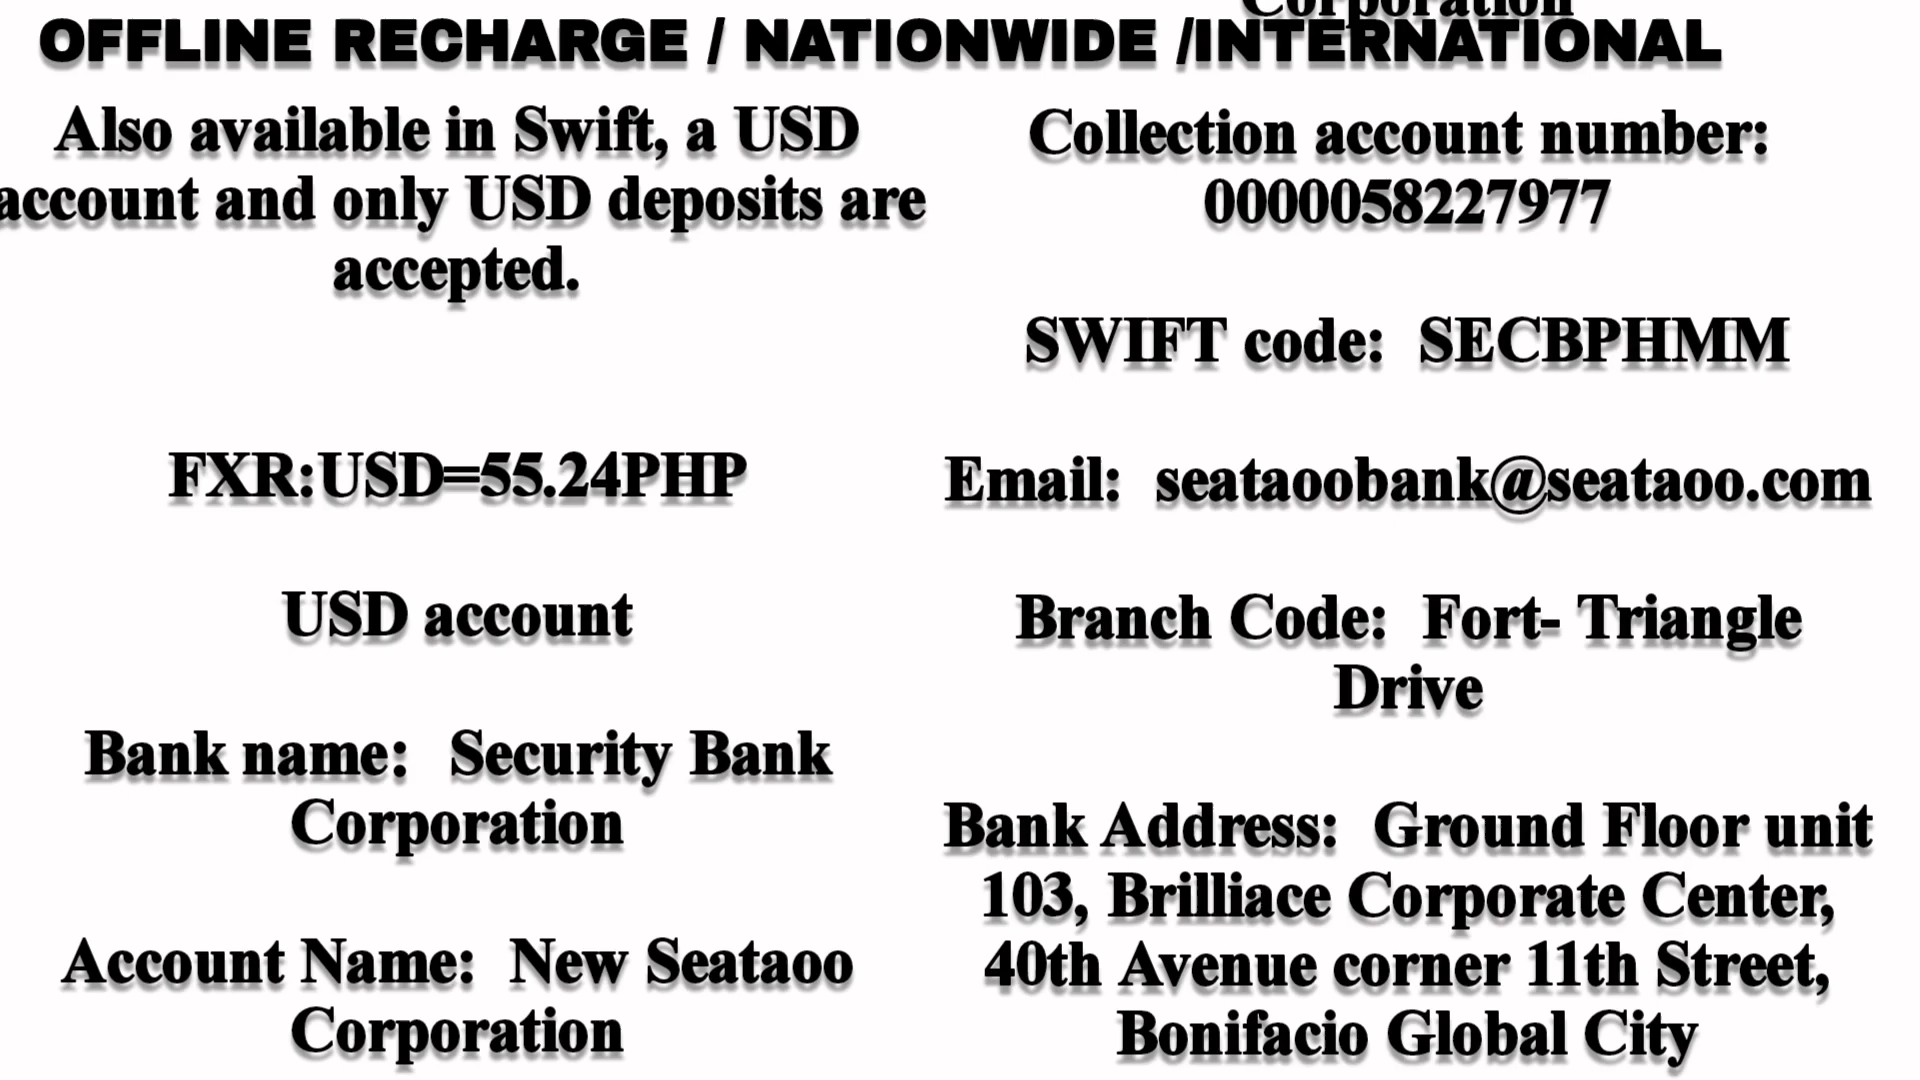 Corporation
OFFLINE RECHARGE / NATIONWIDE /INTERNATIONAL
Also available in Swift, a USD
account and only USD deposits are
accepted.
FXR:USD=55.24PHP
USD account
Bank name: Security Bank
Corporation
Account Name: New Seataoo
Corporation
Collection account number:
0000058227977
SWIFT code: SECBPHMM
Email: seataoobank@seataoo.com
Branch Code: Fort- Triangle
Drive
Bank Address: Ground Floor unit
103, Brilliace Corporate Center,
40th Avenue corner 11th Street,
Bonifacio Global City